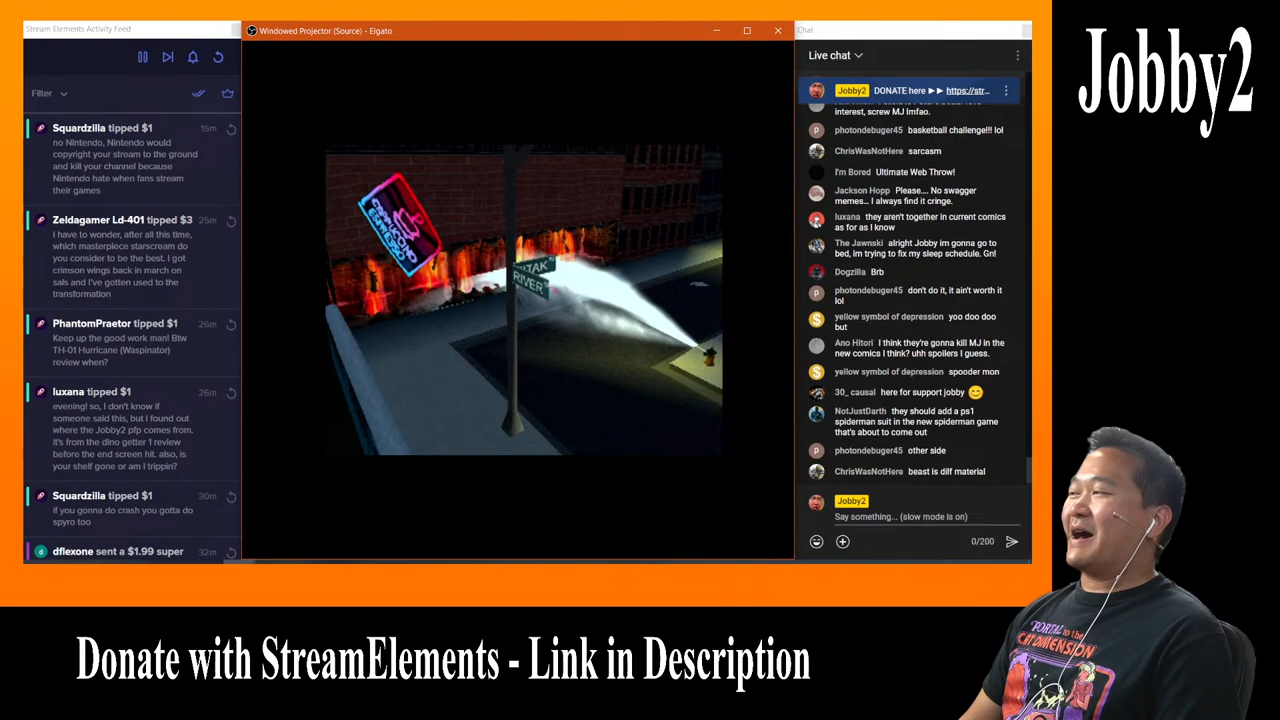 Stream Elements Activity Feed
Filter
Squardzilla tipped $1
15m
no Nintendo, Nintendo would
copyright your stream to the ground
and kill your channel because
Nintendo hate when fans stream
their games
Zeldagamer Ld-401 tipped $3
25m
I have to wonder, after all this time,
which masterpiece starscream do
you consider to be the best. I got
crimson wings back in march on
sals and I've gotten used to the
transformation
PhantomPraetor tipped $1
26m
Keep up the good work man! Btw
TH-01 Hurricane (Waspinator)
review when?
luxana tipped $1
26m
evening! so, I don't know if
someone said this, but I found out
where the Jobby2 pfp comes from.
it's from the dino getter 1 review
before the end screen hit. also, is
your shelf gone or am I trippin?
Squardzilla tipped $1
30m
if you gonna do crash you gotta do
spyro too
d
dflexone sent a $1.99 super
32m
Windowed Projector (Source) - Elgato
CAPPUCCINO
ESPRESSO
RIVER
Chat
Live chat
Jobby2 DONATE here ►► https://str...
interest, screw MJ lmfao.
p
photondebuger45 basketball challenge!!! lol
ChrisWasNotHere sarcasm
I'm Bored Ultimate Web Throw!
Jackson Hopp Please.... No swagger
memes... I always find it cringe.
luxana they aren't together in current comics
as for as I know
The Jawnski alright Jobby im gonna go to
bed, im trying to fix my sleep schedule. Gn!
Dogzilla Brb
p
photondebuger45 don't do it, it ain't worth it
lol
yellow symbol of depression yoo doo doo
but
Ano Hitori I think they're gonna kill MJ in the
new comics I think? uhh spoilers I guess.
yellow symbol of depression spooder mon
30_ causal here for support jobby 😊
NotJustDarth they should add a ps1
spiderman suit in the new spiderman game
that's about to come out
p
photondebuger45 other side
ChrisWasNotHere beast is dilf material
Jobby2
Say something... (slow mode is on)
0/200
Jobby2
PORTAL to the
CAT DIMENSION
Donate with StreamElements - Link in Description